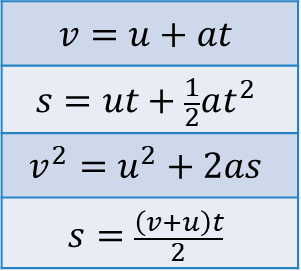 v = u + at
s = ut + ½at²
v² = u² + 2as
s = (v+u)t/2